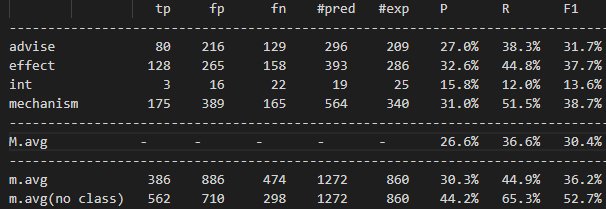 tp fp fn #pred #exp P R F1
------------------------------------------------------------------------------
advise 80 216 129 296 209 27.0% 38.3% 31.7%
effect 128 265 158 393 286 32.6% 44.8% 37.7%
int 3 16 22 19 25 15.8% 12.0% 13.6%
mechanism 175 389 165 564 340 31.0% 51.5% 38.7%
------------------------------------------------------------------------------
M.avg - - - - - 26.6% 36.6% 30.4%
------------------------------------------------------------------------------
m.avg 386 886 474 1272 860 30.3% 44.9% 36.2%
m.avg(no class) 562 710 298 1272 860 44.2% 65.3% 52.7%